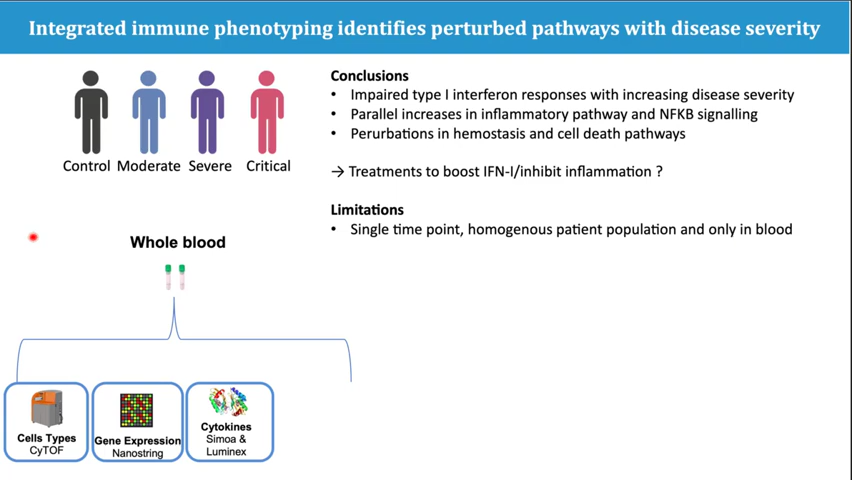 Integrated immune phenotyping identifies perturbed pathways with disease severity
Control Moderate Severe Critical
Conclusions
• Impaired type I interferon responses with increasing disease severity
• Parallel increases in inflammatory pathway and NFKB signalling
• Perurbations in hemostasis and cell death pathways
→ Treatments to boost IFN-I/inhibit inflammation ?
Limitations
• Single time point, homogenous patient population and only in blood
Whole blood
Cells Types
CyTOF
Gene Expression
Nanostring
Cytokines
Simoa &
Luminex